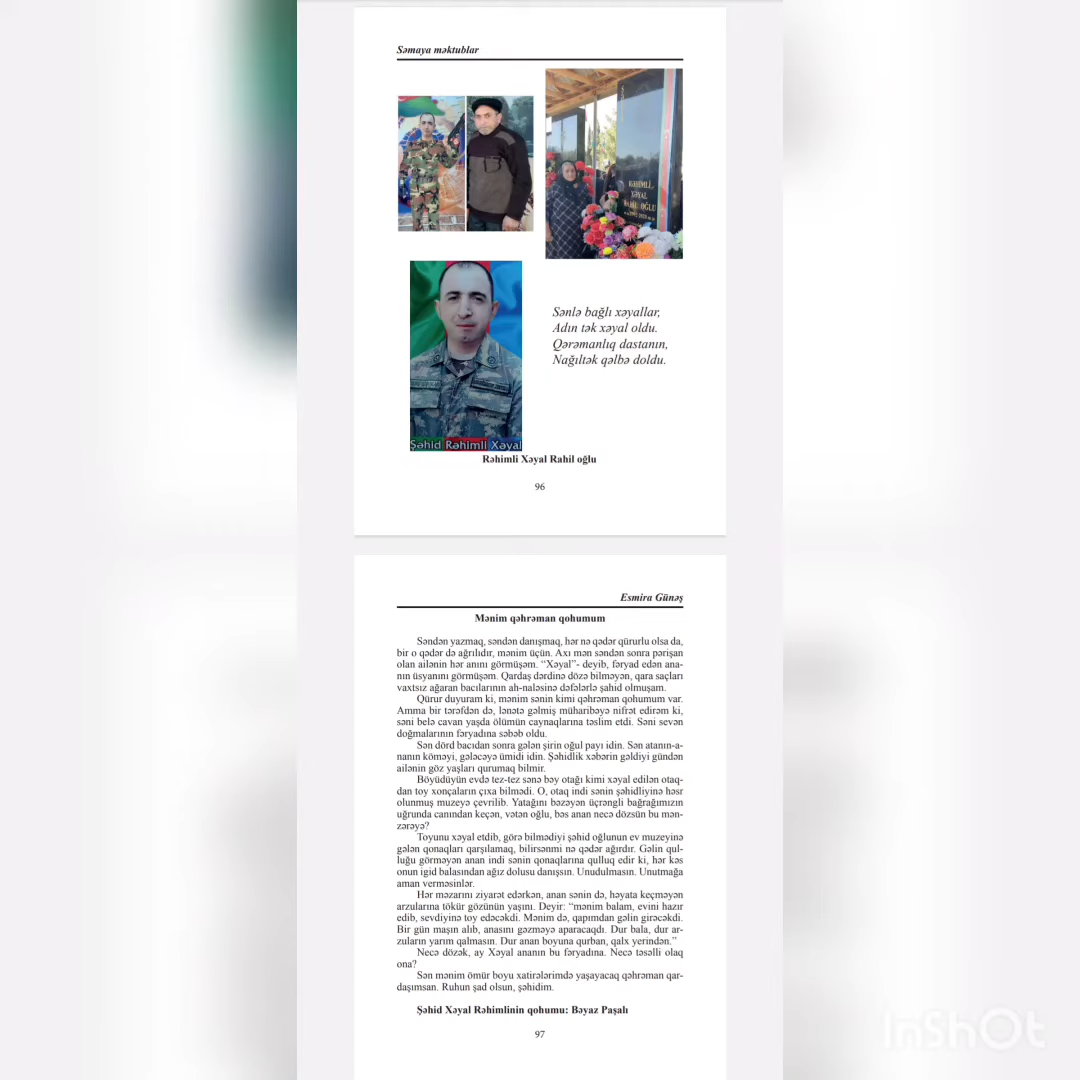 Səmaya məktublar
RƏHİMLİ
XƏYAL
RAHİL OĞLU
Sənlə bağlı xəyallar,
Adın tək xəyal oldu.
Qərəmanlıq dastanın,
Nağıltək qəlbə doldu.
Şəhid Rəhimli Xəyal
Rəhimli Xəyal Rahil oğlu
96
Esmira Günəş
Mənim qəhrəman qohumum
Səndən yazmaq, səndən danışmaq, hər nə qədər qürurlu olsa da,
bir o qədər də ağrılıdır, mənim üçün. Axı mən səndən sonra pərişan
olan ailənin hər anını görmüşəm. “Xəyal”- deyib, fəryad edən ana-
nın üsyanını görmüşəm. Qardaş dərdinə dözə bilməyən, qara saçları
vaxtsız ağaran bacılarının ah-naləsinə dəfələrlə şahid olmuşam.
Qürur duyuram ki, mənim sənin kimi qəhrəman qohumum var.
Amma bir tərəfdən də, lənətə gəlmiş müharibəyə nifrət edirəm ki,
səni belə cavan yaşda ölümün caynaqlarına təslim etdi. Səni sevən
doğmalarının fəryadına səbəb oldu.
Sən dörd bacıdan sonra gələn şirin oğul payı idin. Sən atanın-a-
nanın köməyi, gələcəyə ümidi idin. Şəhidlik xəbərin gəldiyi gündən
ailənin göz yaşları qurumaq bilmir.
Böyüdüyün evdə tez-tez sənə bəy otağı kimi xəyal edilən otaq-
dan toy xonçaların çıxa bilmədi. O, otaq indi sənin şəhidliyinə həsr
olunmuş muzeyə çevrilib. Yatağını bəzəyən üçrəngli bağrağımızın
uğrunda canından keçən, vətən oğlu, bəs anan necə dözsün bu mən-
zərəyə?
Toyunu xəyal etdib, görə bilmədiyi şəhid oğlunun ev muzeyinə
gələn qonaqları qarşılamaq, bilirsənmi nə qədər ağırdır. Gəlin qul-
luğu görməyən anan indi sənin qonaqlarına qulluq edir ki, hər kəs
onun igid balasından ağız dolusu danışsın. Unudulmasın. Unutmağa
aman verməsinlər.
Hər məzarını ziyarət edərkən, anan sənin də, həyata keçməyən
arzularına tökür gözünün yaşını. Deyir: “mənim balam, evini hazır
edib, sevdiyinə toy edəcəkdi. Mənim də, qapımdan gəlin girəcəkdi.
Bir gün maşın alıb, anasını gəzməyə aparacaqdı. Dur bala, dur ar-
zuların yarım qalmasın. Dur anan boyuna qurban, qalx yerindən.”
Necə dözək, ay Xəyal ananın bu fəryadına. Necə təsəlli olaq
ona?
Sən mənim ömür boyu xatirələrimdə yaşayacaq qəhrəman qar-
daşımsan. Ruhun şad olsun, şəhidim.
Şəhid Xəyal Rəhimlinin qohumu: Bəyaz Paşalı
97
InShOt